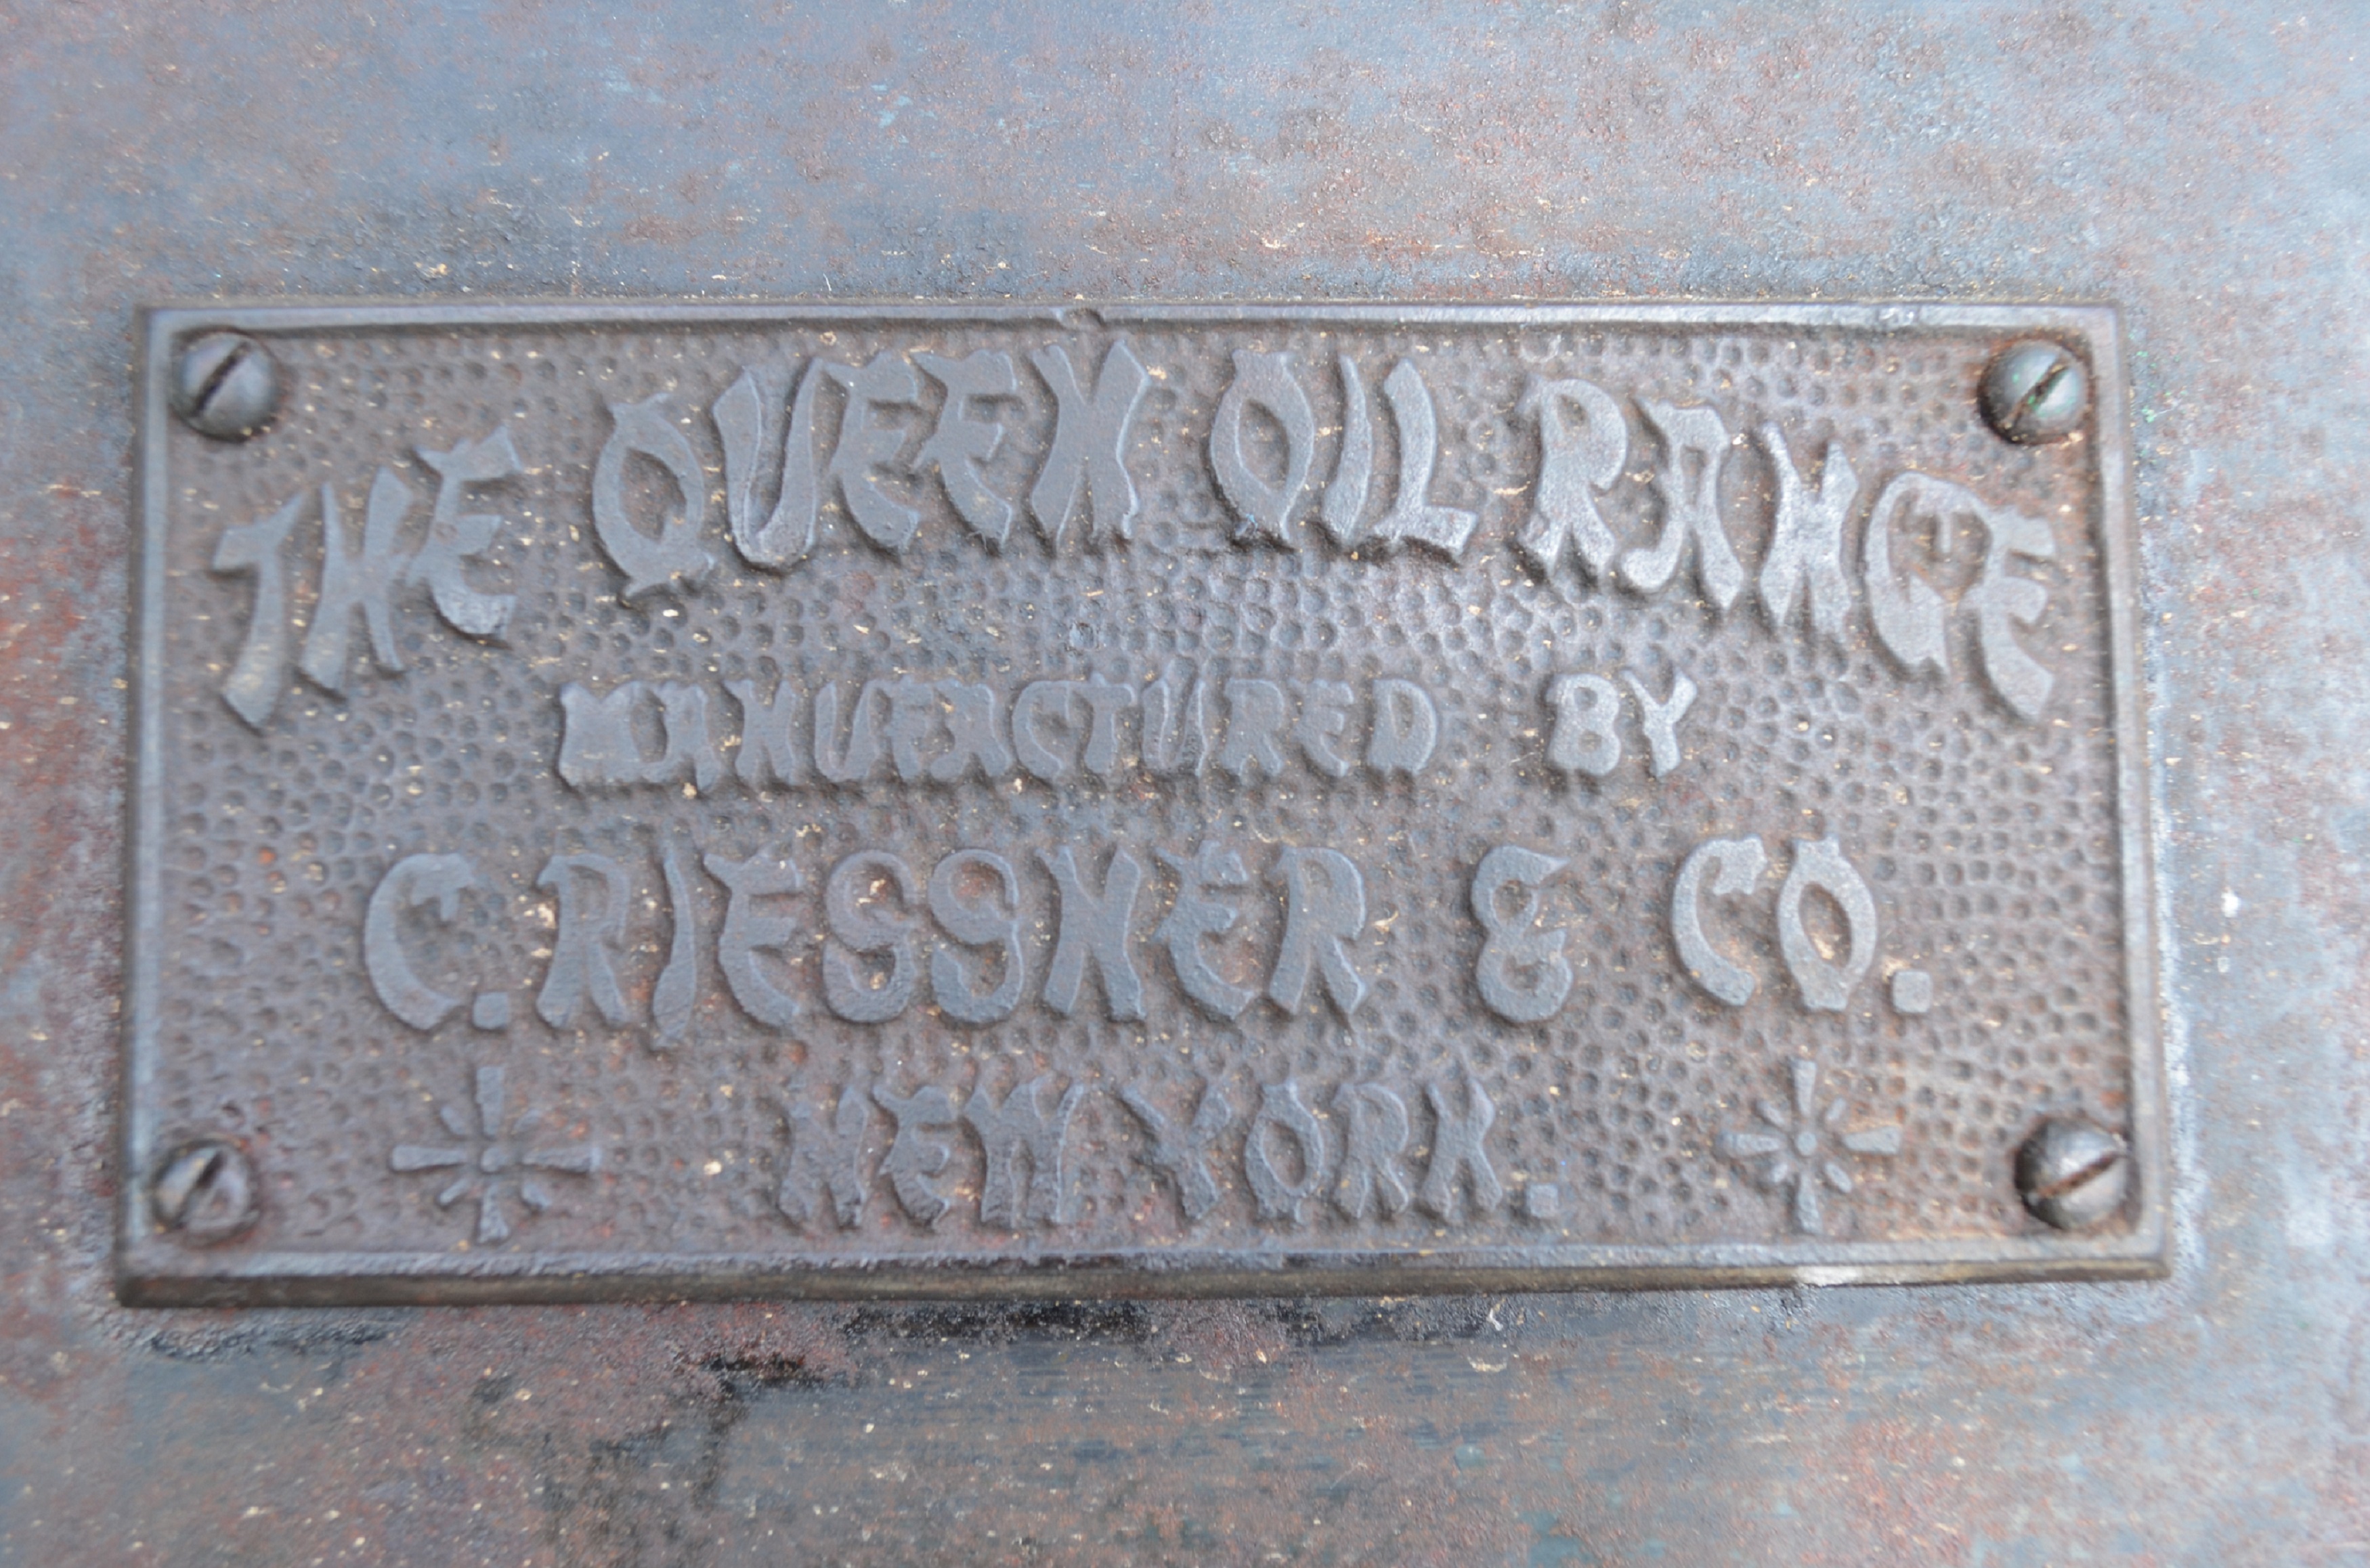 THE QUEEN OIL RANGE
MANUFACTURED BY
C. RIESSNER & CO.
NEW YORK.